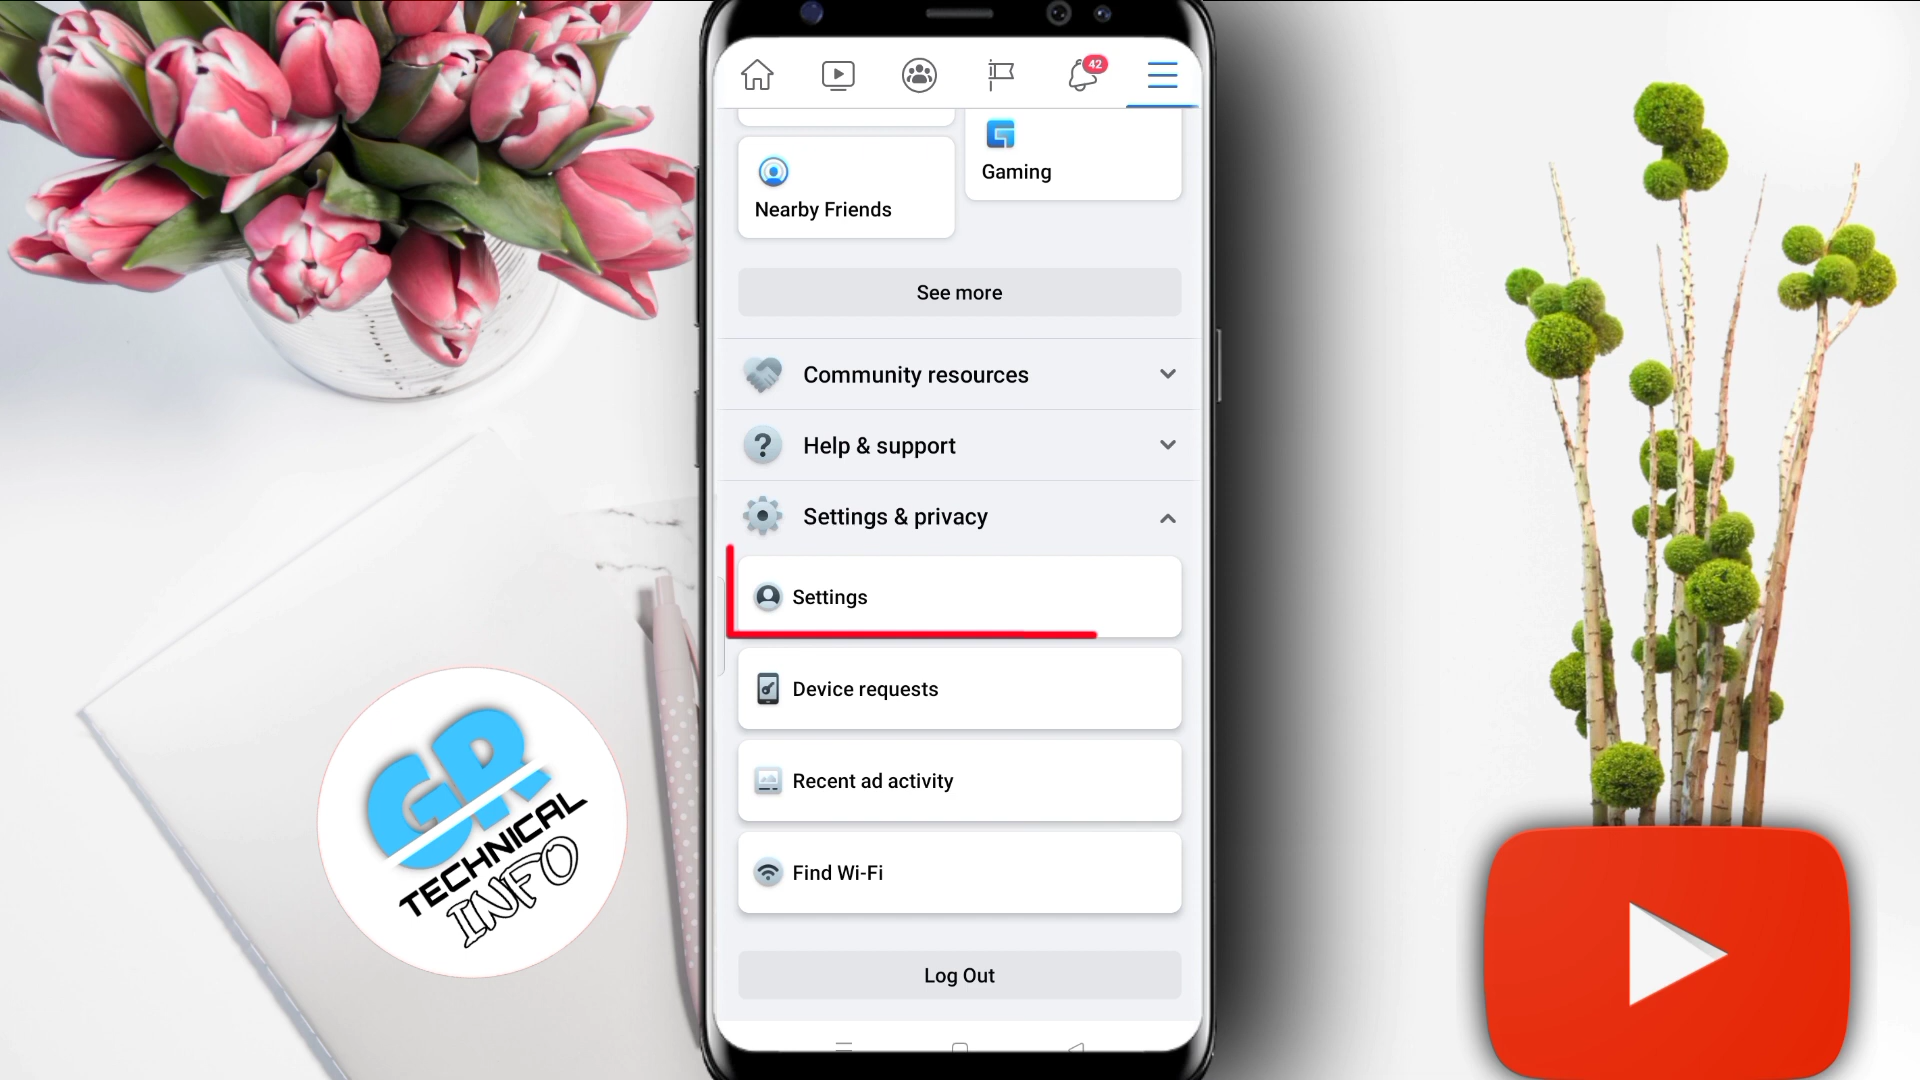 42
Gaming
Nearby Friends
See more
Community resources
Help & support
Settings & privacy
Settings
Device requests
Recent ad activity
Find Wi-Fi
Log Out
GR
TECHNICAL
INFO